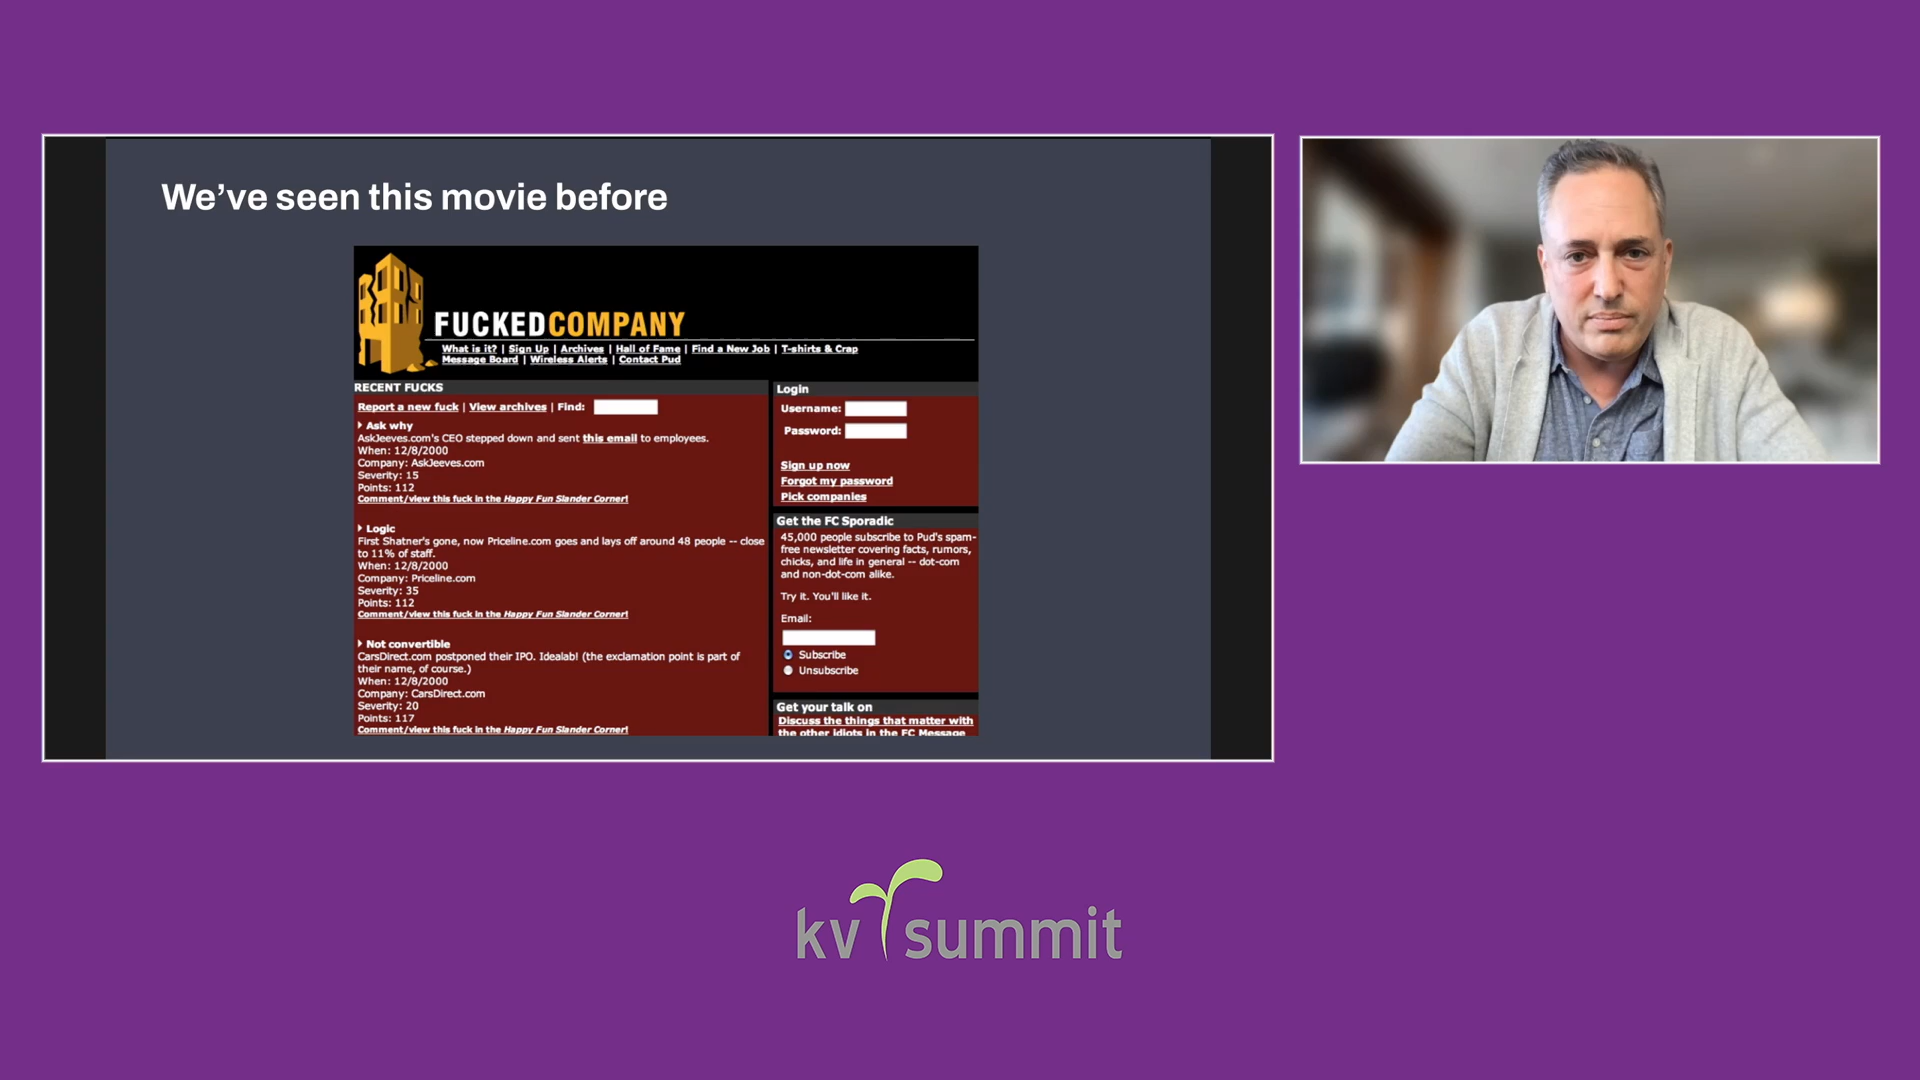 We've seen this movie before
FUCKEDCOMPANY
What is it? | Sign Up | Archives | Hall of Fame | Find a New Job | T-shirts & Crap
Message Board | Wireless Alerts | Contact Pud
RECENT FUCKS
Report a new fuck | View archives | Find:
Ask why
AskJeeves.com's CEO stepped down and sent this email to employees.
When: 12/8/2000
Company: AskJeeves.com
Severity: 15
Points: 112
Comment/view this fuck in the Happy Fun Slander Corner!
Logic
First Shatner's gone, now Priceline.com goes and lays off around 48 people -- close
to 11% of staff.
When: 12/8/2000
Company: Priceline.com
Severity: 35
Points: 112
Comment/view this fuck in the Happy Fun Slander Corner!
Not convertible
CarsDirect.com postponed their IPO. Idealab! (the exclamation point is part of
their name, of course.)
When: 12/8/2000
Company: CarsDirect.com
Severity: 20
Points: 117
Comment/view this fuck in the Happy Fun Slander Corner!
Login
Username:
Password:
Sign up now
Forgot my password
Pick companies
Get the FC Sporadic
45,000 people subscribe to Pud's spam-
free newsletter covering facts, rumors,
chicks, and life in general -- dot-com
and non-dot-com alike.
Try it. You'll like it.
Email:
Subscribe
Unsubscribe
Get your talk on
Discuss the things that matter with
the other idiots in the FC Message
kv summit